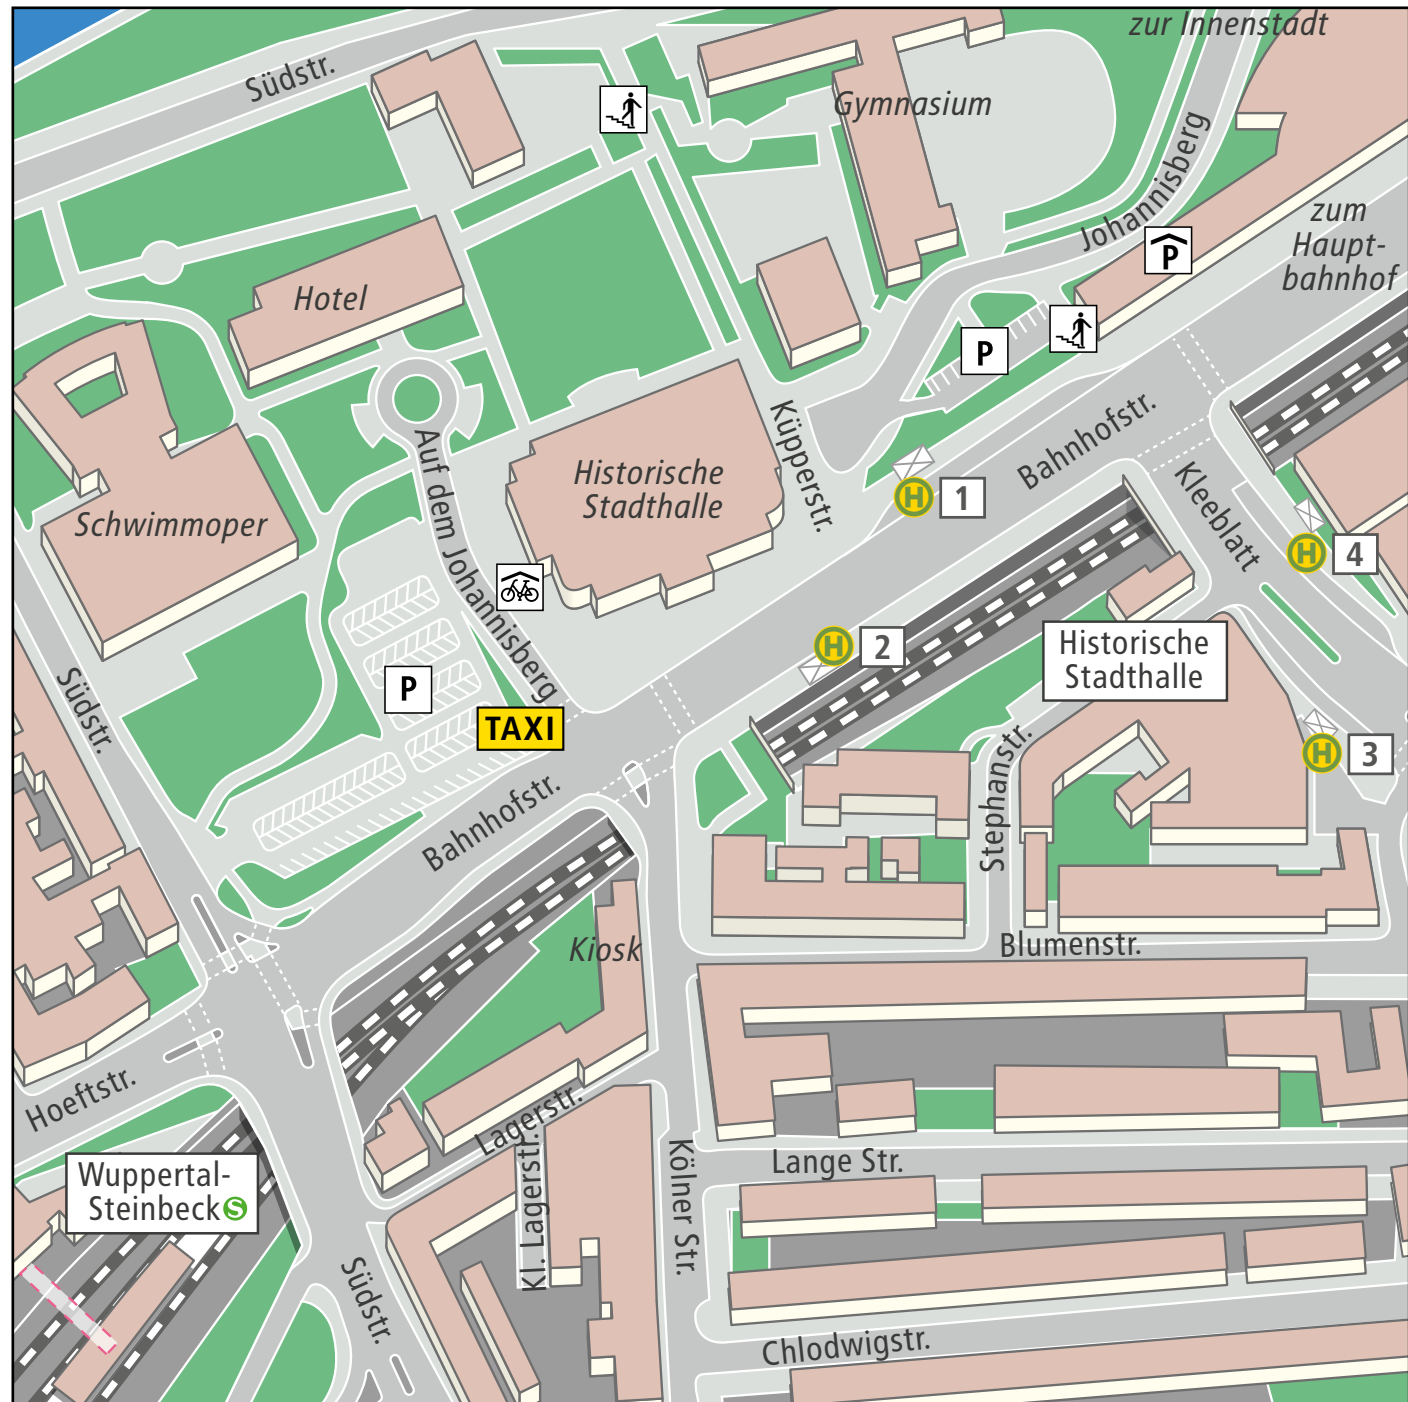 zur Innenstadt
Südstr.
Gymnasium
Johannisberg
zum
Haupt-
bahnhof
P
Hotel
P
Küpperstr.
Bahnhofstr.
Auf dem Johannisberg
Historische
Stadthalle
Kleeblatt
H 1
Schwimmoper
H 4
H 2
Historische
Stadthalle
P
Südstr.
TAXI
H 3
Stephanstr.
Bahnhofstr.
Kiosk
Blumenstr.
Hoeftstr.
Lagerstr.
Kl. Lagerstr.
Kölner Str.
Lange Str.
Wuppertal-
Steinbeck S
Südstr.
Chlodwigstr.